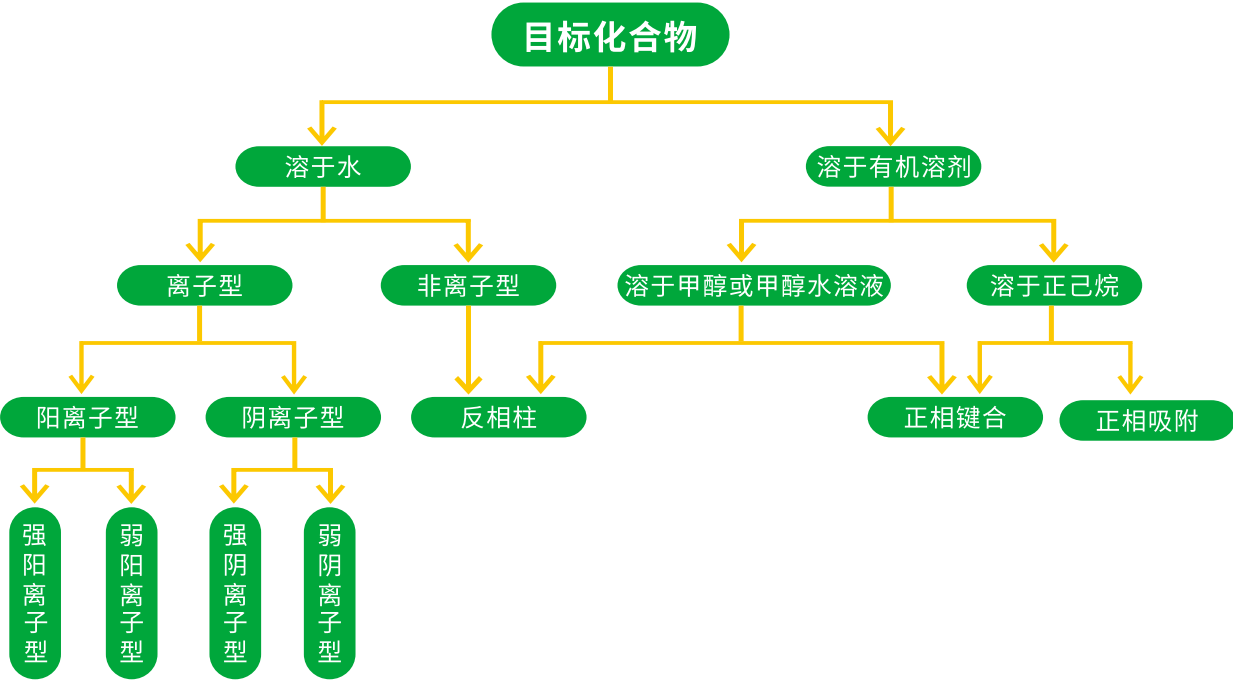 目标化合物
溶于水
溶于有机溶剂
离子型
非离子型
溶于甲醇或甲醇水溶液
溶于正己烷
阳离子型
阴离子型
反相柱
正相键合
正相吸附
强阳离子型
弱阳离子型
强阴离子型
弱阴离子型